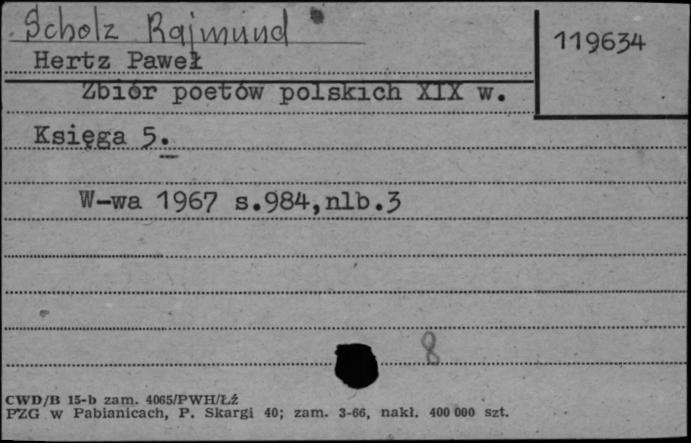 Scholz Rajmund
119634
Hertz Paweł
Zbiór poetów polskich XIX w.
Księga 5.
W-wa 1967 s.984,nlb.3
8
CWD/B 15-b zam. 4065/PWH/Łź
PZG w Pabianicach, P. Skargi 40; zam. 3-66, nakł. 400 000 szt.